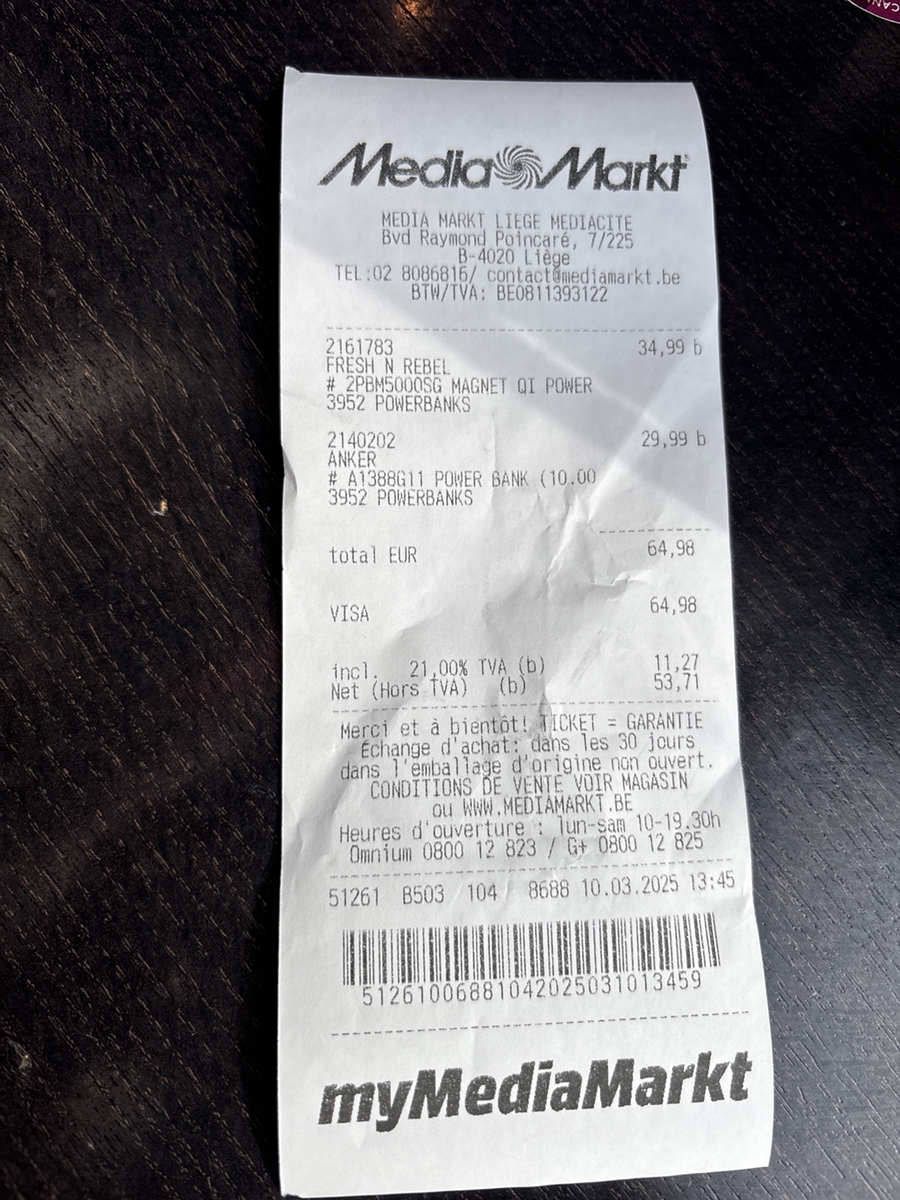 Media Markt
MEDIA MARKT LIEGE MEDIACITE
Bvd Raymond Poincaré, 7/225
B-4020 Liège
TEL:02 8086816/ contact@mediamarkt.be
BTW/TVA: BE0811393122
2161783 34,99 b
FRESH N REBEL
# 2PBM5000SG MAGNET QI POWER
3952 POWERBANKS
2140202 29,99 b
ANKER
# A1388G11 POWER BANK (10.00
3952 POWERBANKS
total EUR 64,98
VISA 64,98
incl. 21,00% TVA (b) 11,27
Net (Hors TVA) (b) 53,71
Merci et à bientôt! TICKET = GARANTIE
Échange d'achat: dans les 30 jours
dans l'emballage d'origine non ouvert.
CONDITIONS DE VENTE VOIR MAGASIN
ou WWW.MEDIAMARKT.BE
Heures d'ouverture : lun-sam 10-19.30h
Omnium 0800 12 823 / G+ 0800 12 825
51261 B503 104 8688 10.03.2025 13:45
51261006881042025031013459
myMediaMarkt